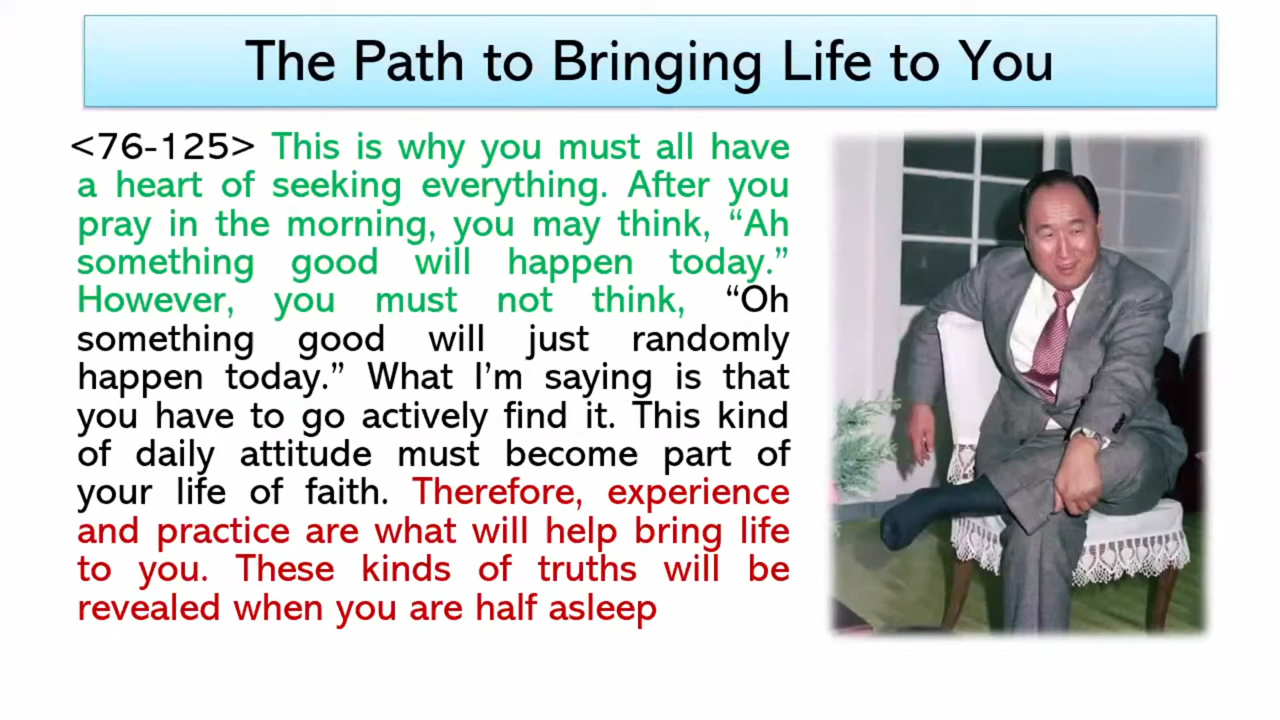 The Path to Bringing Life to You
<76-125> This is why you must all have
a heart of seeking everything. After you
pray in the morning, you may think, “Ah
something good will happen today.”
However, you must not think, “Oh
something good will just randomly
happen today.” What I’m saying is that
you have to go actively find it. This kind
of daily attitude must become part of
your life of faith. Therefore, experience
and practice are what will help bring life
to you. These kinds of truths will be
revealed when you are half asleep